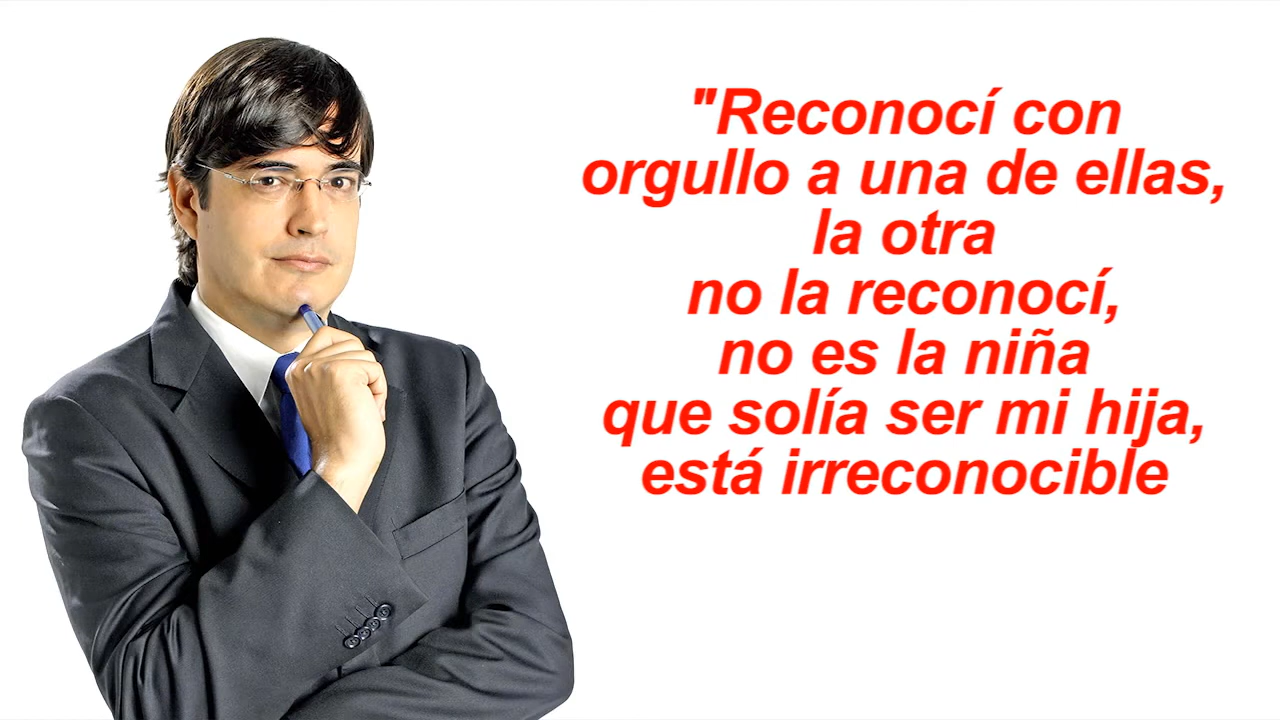 "Reconocí con
orgullo a una de ellas,
la otra
no la reconocí,
no es la niña
que solía ser mi hija,
está irreconocible